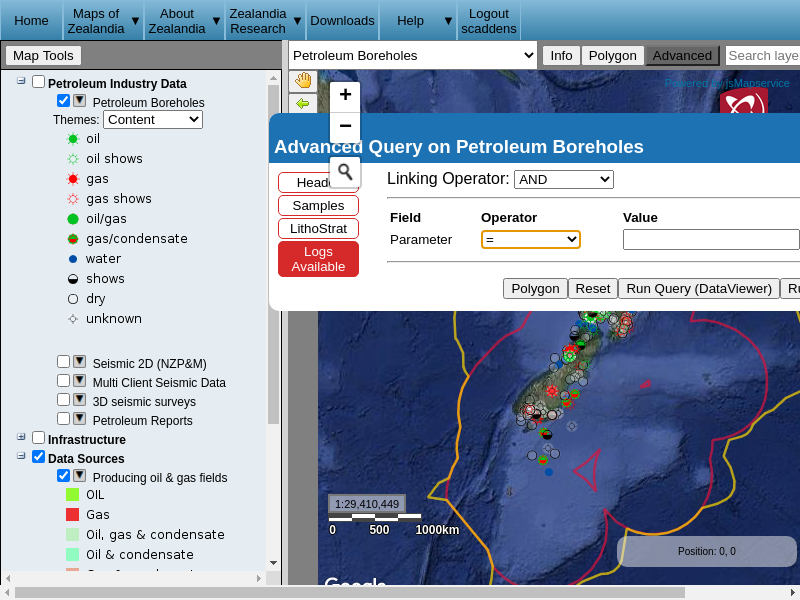 Home
Maps of Zealandia ▼
About Zealandia ▼
Zealandia Research ▼
Downloads
Help ▼
Logout scaddens
Map Tools
Petroleum Boreholes
Info
Polygon
Advanced
Search laye
Petroleum Industry Data
Petroleum Boreholes
Themes: Content
oil
oil shows
gas
gas shows
oil/gas
gas/condensate
water
shows
dry
unknown
Seismic 2D (NZP&M)
Multi Client Seismic Data
3D seismic surveys
Petroleum Reports
Infrastructure
Data Sources
Producing oil & gas fields
OIL
Gas
Oil, gas & condensate
Oil & condensate
+
−
Powered by jsMapservice
Advanced Query on Petroleum Boreholes
Samples
LithoStrat
Logs
Available
Linking Operator: AND
Field Operator Value
Parameter =
Polygon
Reset
Run Query (DataViewer)
1:29,410,449
0 500 1000km
Position: 0, 0
Google